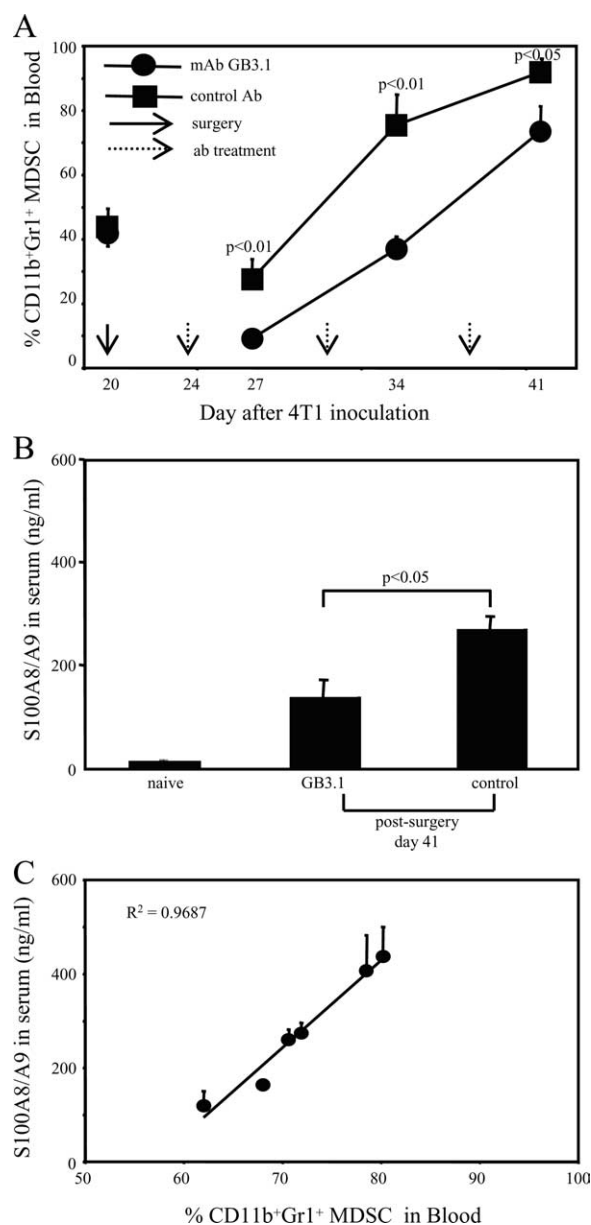 A
100
80
60
40
20
0
% CD11b+Gr1+ MDSC in Blood
mAb GB3.1
control Ab
surgery
ab treatment
p<0.01
p<0.01
p<0.05
20 24 27 34 41
Day after 4T1 inoculation
B
600
400
200
0
S100A8/A9 in serum (ng/ml)
p<0.05
naive GB3.1 control
post-surgery
day 41
C
600
400
200
0
S100A8/A9 in serum (ng/ml)
R² = 0.9687
50 60 70 80 90 100
% CD11b+Gr1+ MDSC in Blood